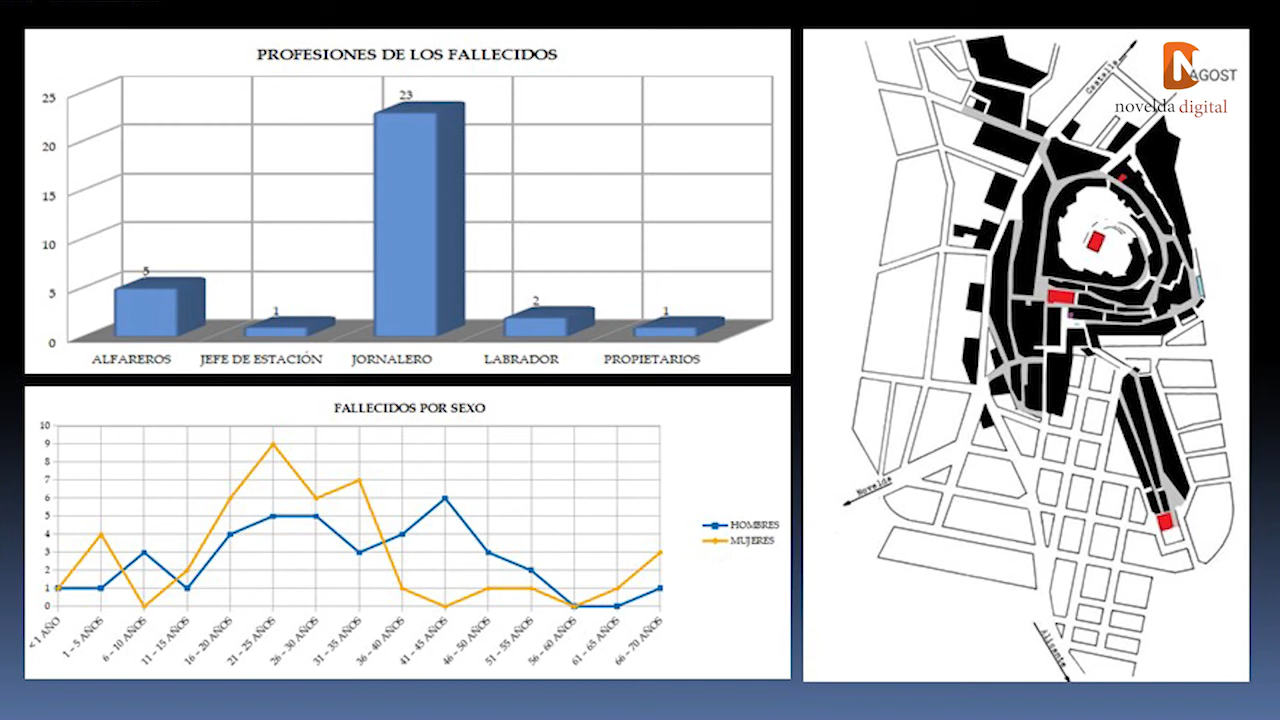 PROFESIONES DE LOS FALLECIDOS
25
20
15
10
5
0
5
1
23
2
1
ALFAREROS
JEFE DE ESTACIÓN
JORNALERO
LABRADOR
PROPIETARIOS
FALLECIDOS POR SEXO
10
9
8
7
6
5
4
3
2
1
0
< 1 AÑO
1 – 5 AÑOS
6 – 10 AÑOS
11 – 15 AÑOS
16 – 20 AÑOS
21 – 25 AÑOS
26 – 30 AÑOS
31 – 35 AÑOS
36 – 40 AÑOS
41 – 45 AÑOS
46 – 50 AÑOS
51 – 55 AÑOS
56 – 60 AÑOS
61 – 65 AÑOS
66 – 70 AÑOS
HOMBRES
MUJERES
Castalla
AGOST
novelda digital
Novelda
Alicante